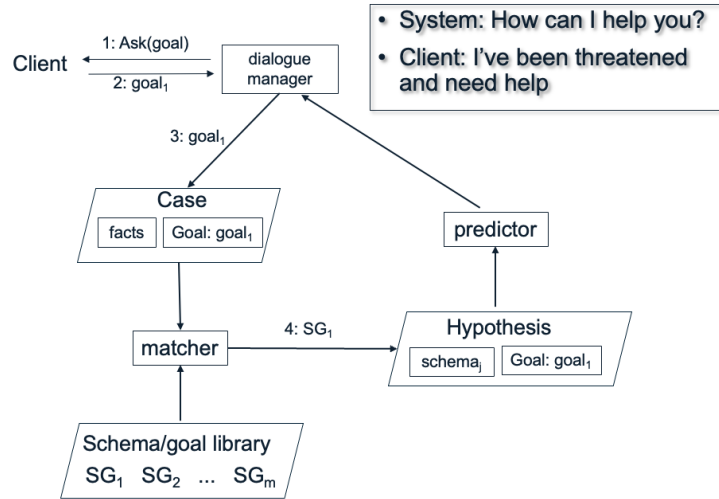 • System: How can I help you?
• Client: I've been threatened
and need help
1: Ask(goal)
Client
2: goal₁
dialogue
manager
3: goal₁
Case
facts
Goal: goal₁
predictor
4: SG₁
matcher
Hypothesis
schemaⱼ
Goal: goal₁
Schema/goal library
SG₁ SG₂ ... SGₘ